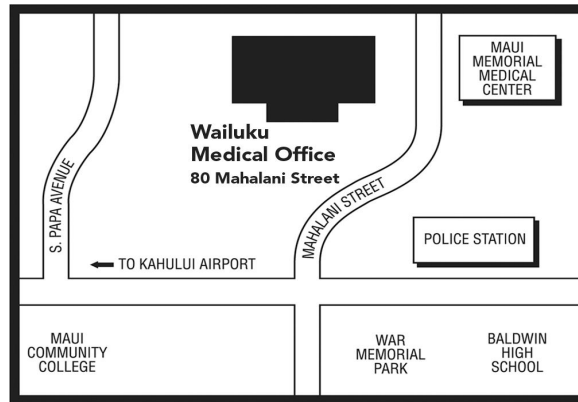 MAUI
MEMORIAL
MEDICAL
CENTER
Wailuku
Medical Office
80 Mahalani Street
S. PAPA AVENUE
MAHALANI STREET
POLICE STATION
TO KAHULUI AIRPORT
MAUI
COMMUNITY
COLLEGE
WAR
MEMORIAL
PARK
BALDWIN
HIGH
SCHOOL